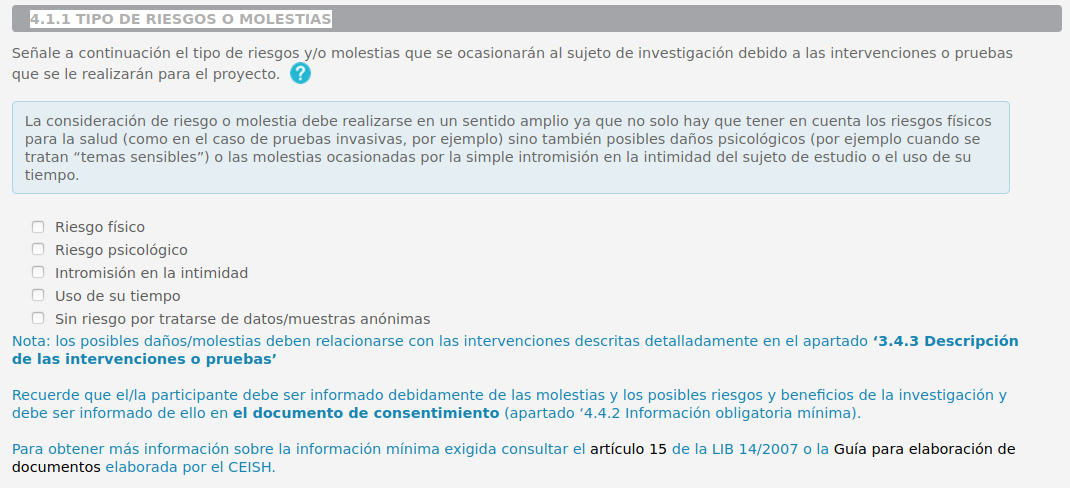 4.1.1 TIPO DE RIESGOS O MOLESTIAS
Señale a continuación el tipo de riesgos y/o molestias que se ocasionarán al sujeto de investigación debido a las intervenciones o pruebas
que se le realizarán para el proyecto. ?
La consideración de riesgo o molestia debe realizarse en un sentido amplio ya que no solo hay que tener en cuenta los riesgos físicos
para la salud (como en el caso de pruebas invasivas, por ejemplo) sino también posibles daños psicológicos (por ejemplo cuando se
tratan “temas sensibles”) o las molestias ocasionadas por la simple intromisión en la intimidad del sujeto de estudio o el uso de su
tiempo.
Riesgo físico
Riesgo psicológico
Intromisión en la intimidad
Uso de su tiempo
Sin riesgo por tratarse de datos/muestras anónimas
Nota: los posibles daños/molestias deben relacionarse con las intervenciones descritas detalladamente en el apartado ‘3.4.3 Descripción
de las intervenciones o pruebas’
Recuerde que el/la participante debe ser informado debidamente de las molestias y los posibles riesgos y beneficios de la investigación y
debe ser informado de ello en el documento de consentimiento (apartado ‘4.4.2 Información obligatoria mínima).
Para obtener más información sobre la información mínima exigida consultar el artículo 15 de la LIB 14/2007 o la Guía para elaboración de
documentos elaborada por el CEISH.